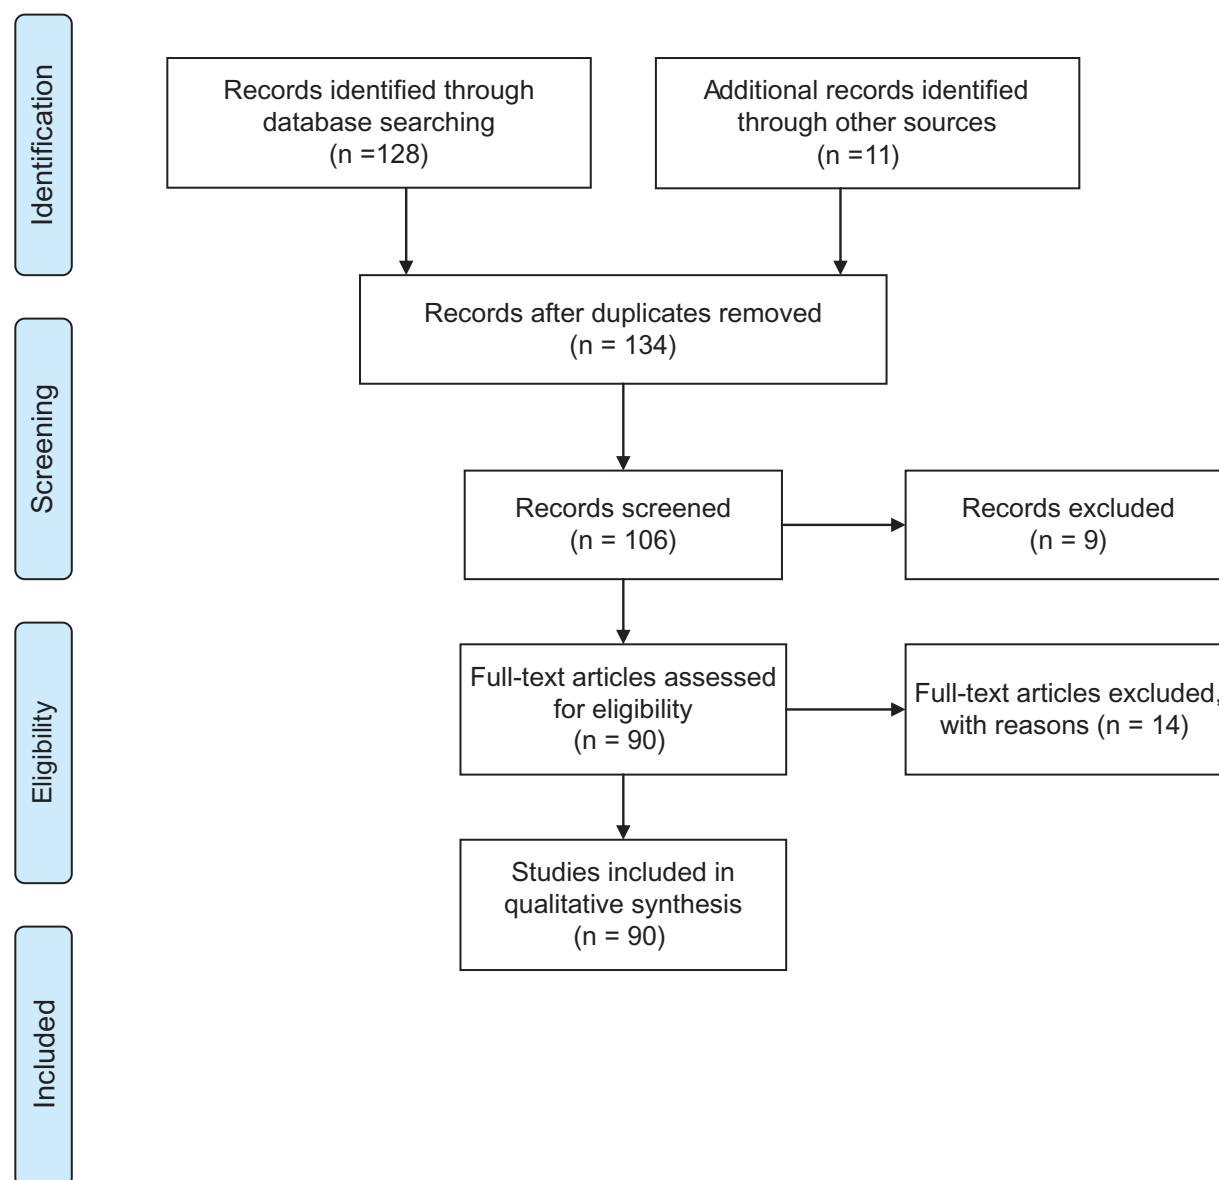 Identification
Records identified through
database searching
(n =128)
Additional records identified
through other sources
(n =11)
Records after duplicates removed
(n = 134)
Screening
Records screened
(n = 106)
Records excluded
(n = 9)
Eligibility
Full-text articles assessed
for eligibility
(n = 90)
Full-text articles excluded,
with reasons (n = 14)
Studies included in
qualitative synthesis
(n = 90)
Included